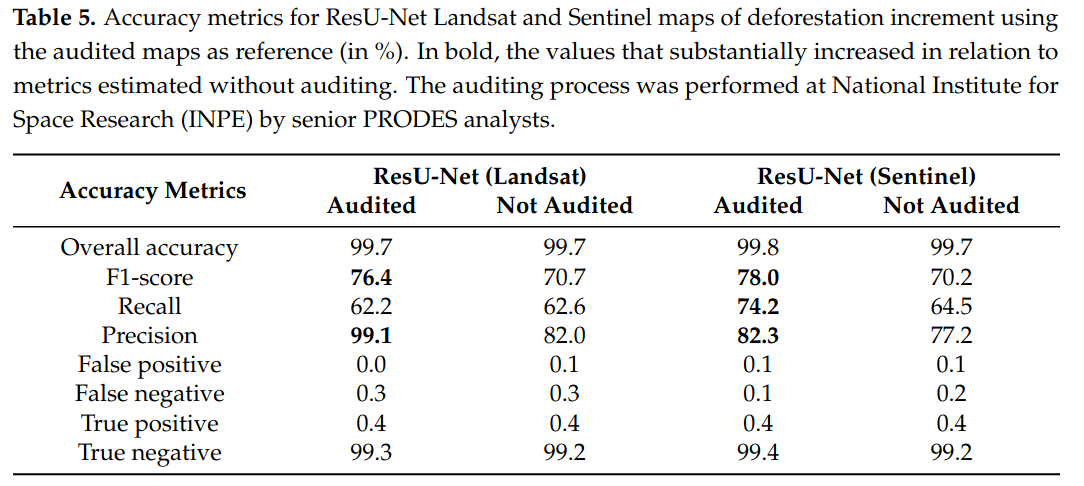 Table 5. Accuracy metrics for ResU-Net Landsat and Sentinel maps of deforestation increment using
the audited maps as reference (in %). In bold, the values that substantially increased in relation to
metrics estimated without auditing. The auditing process was performed at National Institute for
Space Research (INPE) by senior PRODES analysts.
Accuracy Metrics ResU-Net (Landsat) ResU-Net (Sentinel)
Audited Not Audited Audited Not Audited
Overall accuracy 99.7 99.7 99.8 99.7
F1-score 76.4 70.7 78.0 70.2
Recall 62.2 62.6 74.2 64.5
Precision 99.1 82.0 82.3 77.2
False positive 0.0 0.1 0.1 0.1
False negative 0.3 0.3 0.1 0.2
True positive 0.4 0.4 0.4 0.4
True negative 99.3 99.2 99.4 99.2